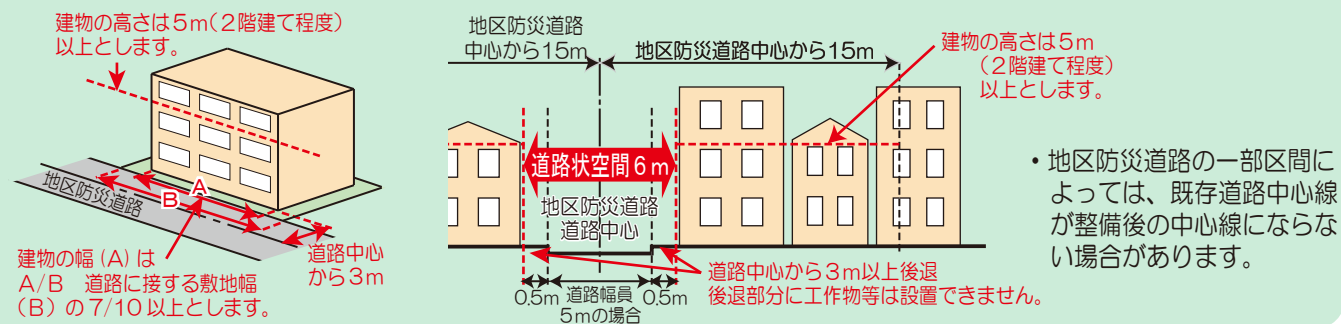 建物の高さは5m(2階建て程度)
以上とします。
A
B
地区防災道路
建物の幅(A)は
A/B 道路に接する敷地幅
(B)の7/10以上とします。
道路中心
から3m
地区防災道路
中心から15m
地区防災道路中心から15m
建物の高さは5m
(2階建て程度)
以上とします。
道路状空間6m
地区防災道路
道路中心
道路中心から3m以上後退
後退部分に工作物等は設置できません。
0.5m
道路幅員
5mの場合
0.5m
・地区防災道路の一部区間に
よっては、既存道路中心線
が整備後の中心線にならな
い場合があります。